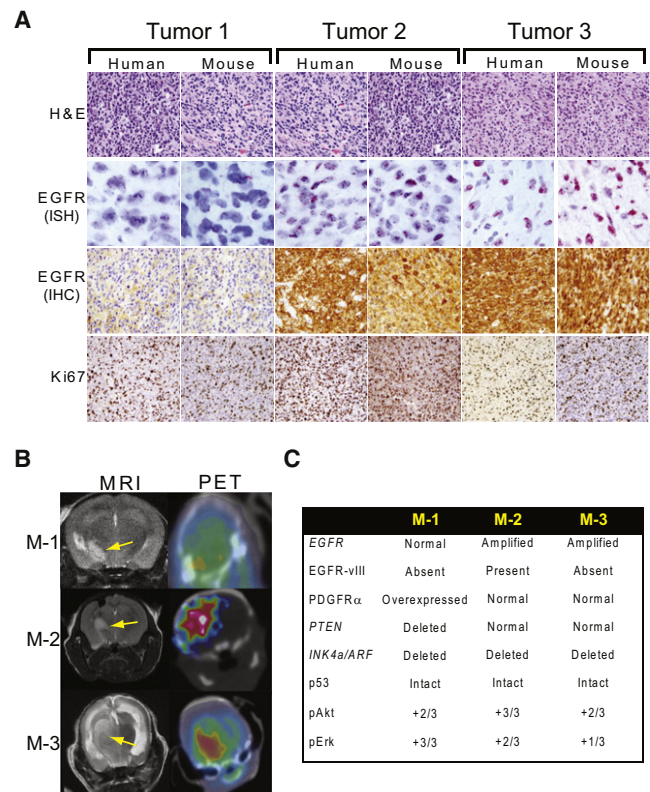 A
Tumor 1 Tumor 2 Tumor 3
Human Mouse Human Mouse Human Mouse
H&E
EGFR
(ISH)
EGFR
(IHC)
Ki67
B
MRI PET
M-1
M-2
M-3
C
M-1 M-2 M-3
EGFR Normal Amplified Amplified
EGFR-vIII Absent Present Absent
PDGFRα Overexpressed Normal Normal
PTEN Deleted Normal Normal
INK4a/ARF Deleted Deleted Deleted
p53 Intact Intact Intact
pAkt +2/3 +3/3 +2/3
pErk +3/3 +2/3 +1/3